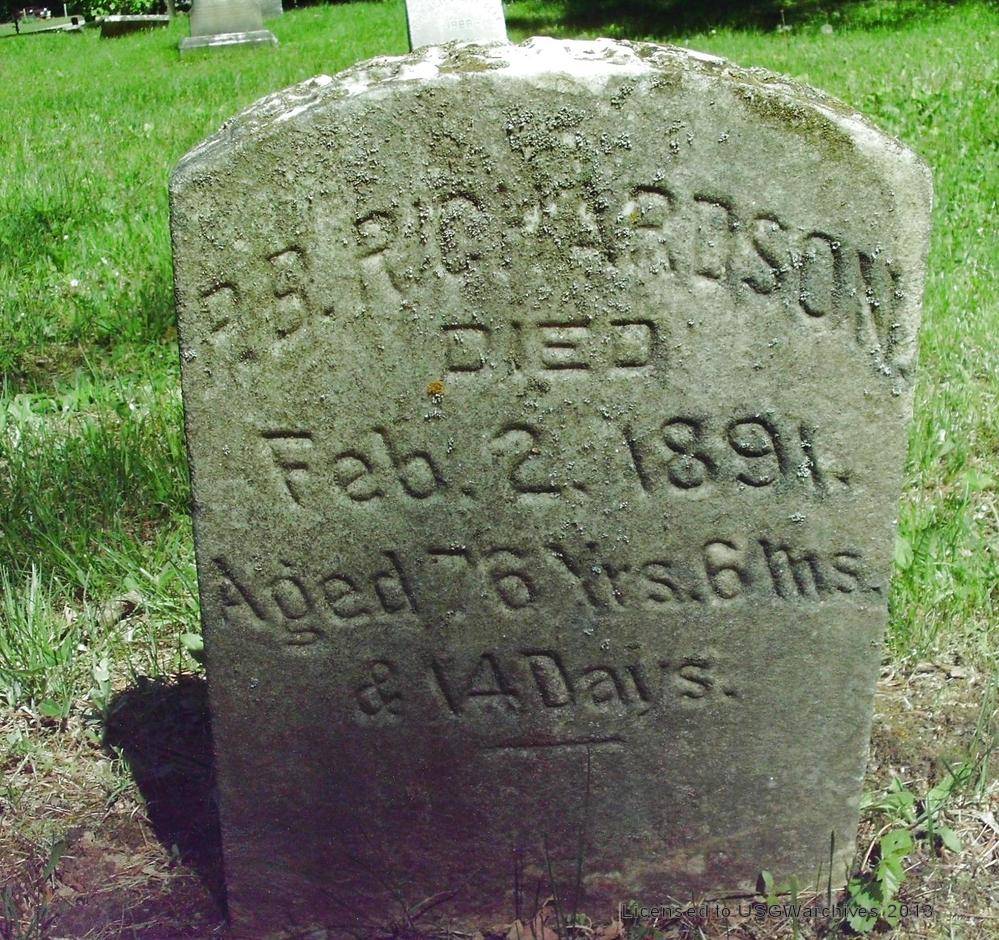 P.B. RICHARDSON
DIED
Feb. 2. 1891.
Aged 76 Yrs. 6 Ms.
& 14 Days.
Licensed to USGWarchives 2013